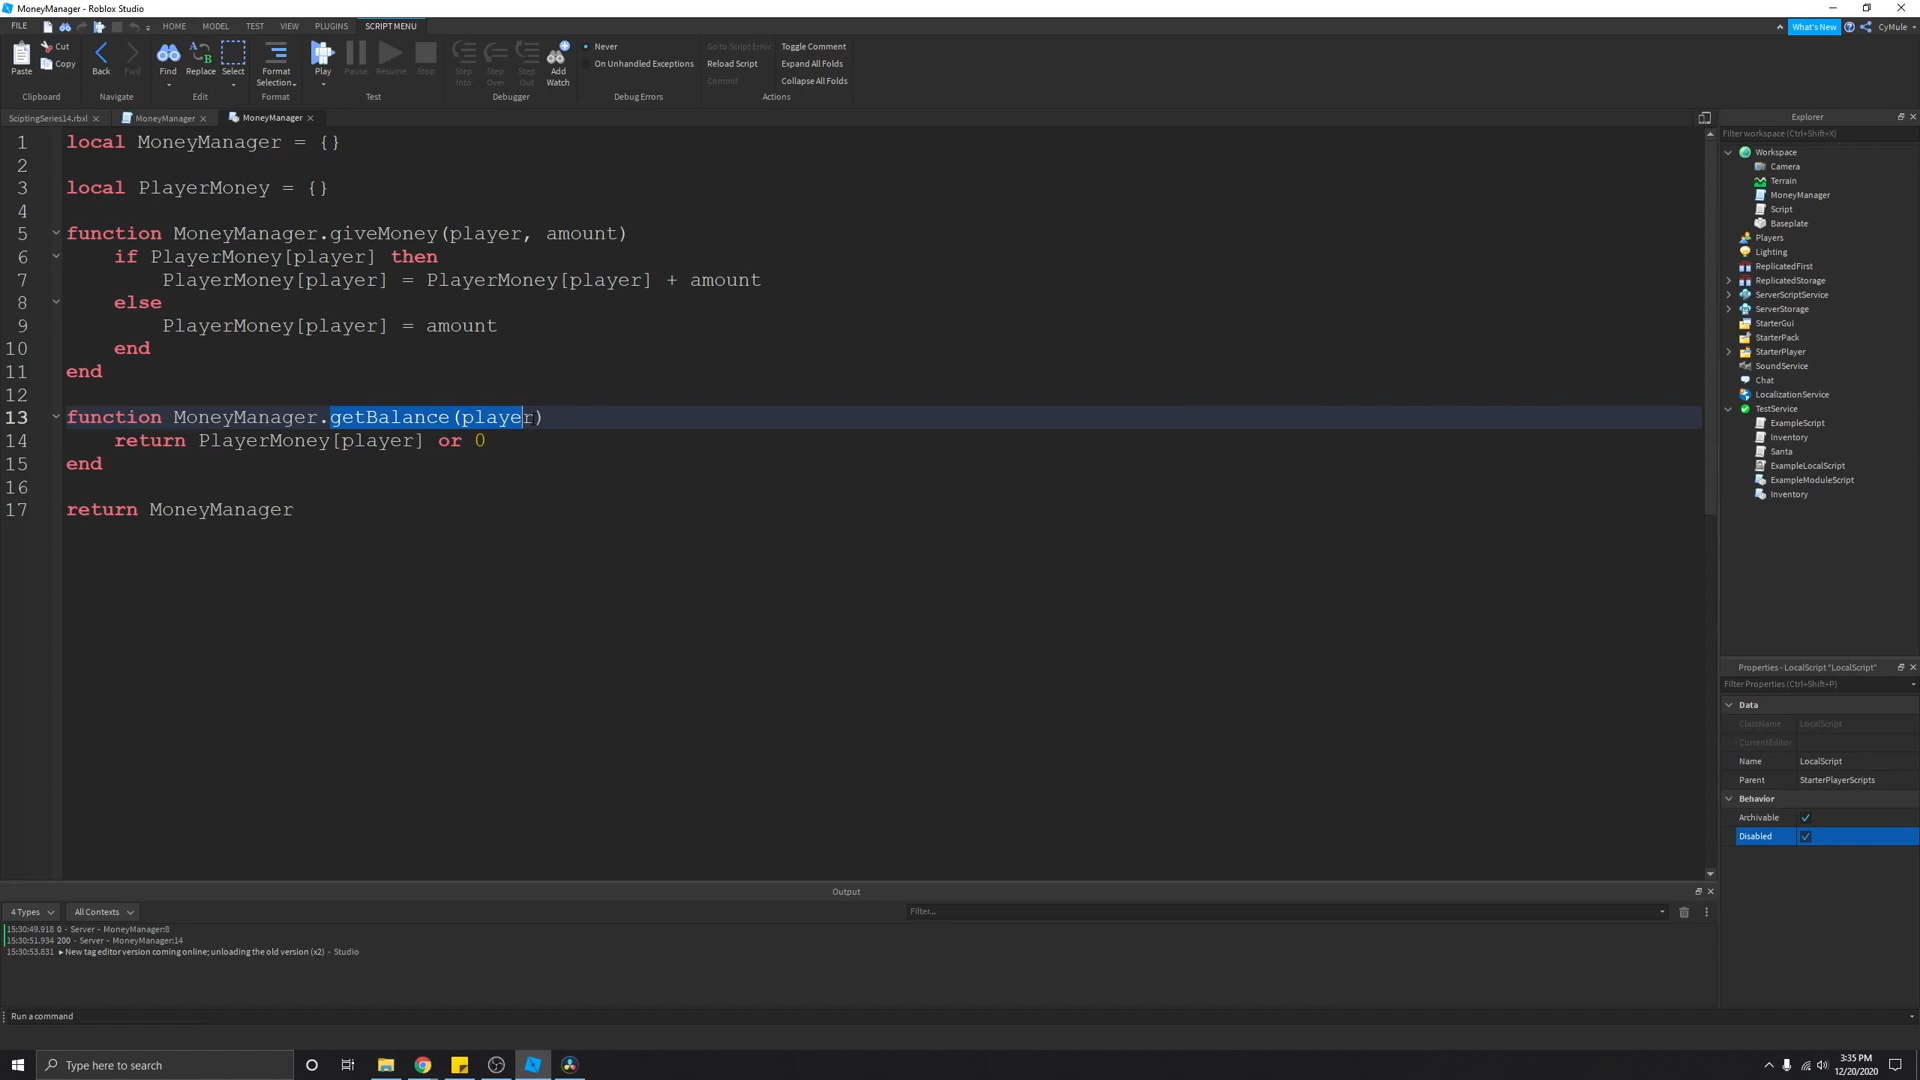 MoneyManager - Roblox Studio
FILE HOME MODEL TEST VIEW PLUGINS SCRIPT MENU What's New CyMule
Paste Cut Copy Back Find Find Replace Select Format Selection... Play Pause Resume Stop Step Into Step Over Step Out Add Watch Never On Unhandled Exceptions Go to Script Error Reload Script Commit Toggle Comment Expand All Folds Collapse All Folds
Clipboard Navigate Edit Format Test Debugger Debug Errors Actions
SciptingSeries14.rbxl MoneyManager MoneyManager
1 local MoneyManager = {}
2
3 local PlayerMoney = {}
4
5 function MoneyManager.giveMoney(player, amount)
6 if PlayerMoney[player] then
7 PlayerMoney[player] = PlayerMoney[player] + amount
8 else
9 PlayerMoney[player] = amount
10 end
11 end
12
13 function MoneyManager.getBalance(player)
14 return PlayerMoney[player] or 0
15 end
16
17 return MoneyManager
Explorer
Filter workspace (Ctrl+Shift+X)
Workspace
Camera
Terrain
MoneyManager
Script
Baseplate
Players
Lighting
ReplicatedFirst
ReplicatedStorage
ServerScriptService
ServerStorage
StarterGui
StarterPack
StarterPlayer
SoundService
Chat
LocalizationService
TestService
ExampleScript
Inventory
Santa
ExampleLocalScript
ExampleModuleScript
Inventory
Properties - LocalScript "LocalScript"
Filter Properties (Ctrl+Shift+P)
Data
ClassName LocalScript
CurrentEditor
Name LocalScript
Parent StarterPlayerScripts
Behavior
Archivable
Disabled
Output
4 Types All Contexts Filter...
15:30:49.918 0 - Server - MoneyManager:8
15:30:51.934 200 - Server - MoneyManager:14
15:30:53.831 New tag editor version coming online; unloading the old version (x2) - Studio
Run a command
Type here to search
3:35 PM
12/20/2020